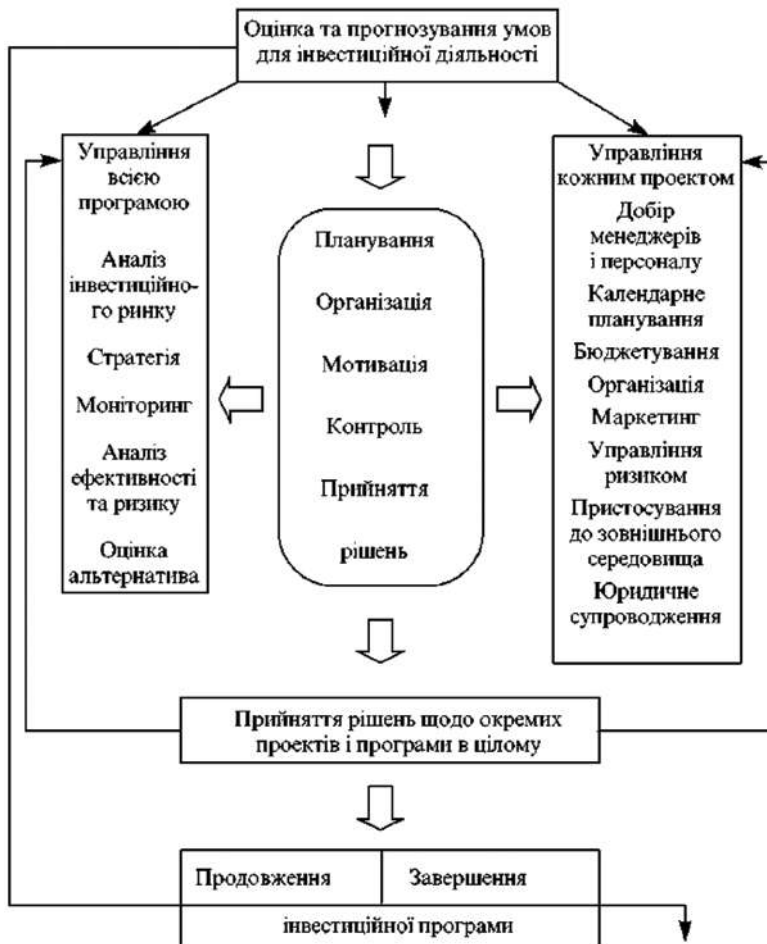 Оцінка та прогнозування умов
для інвестиційної діяльності
Управління
всією
програмою
Аналіз
інвестиційно-
го ринку
Стратегія
Моніторинг
Аналіз
ефективності
та ризику
Оцінка
альтернатива
Планування
Організація
Мотивація
Контроль
Прийняття
рішень
Управління
кожним проектом
Добір
менеджерів
і персоналу
Календарне
планування
Бюджетування
Організація
Маркетинг
Управління
ризиком
Пристосування
до зовнішнього
середовища
Юридичне
супроводження
Прийняття рішень щодо окремих
проектів і програми в цілому
Продовження
Завершення
інвестиційної програми